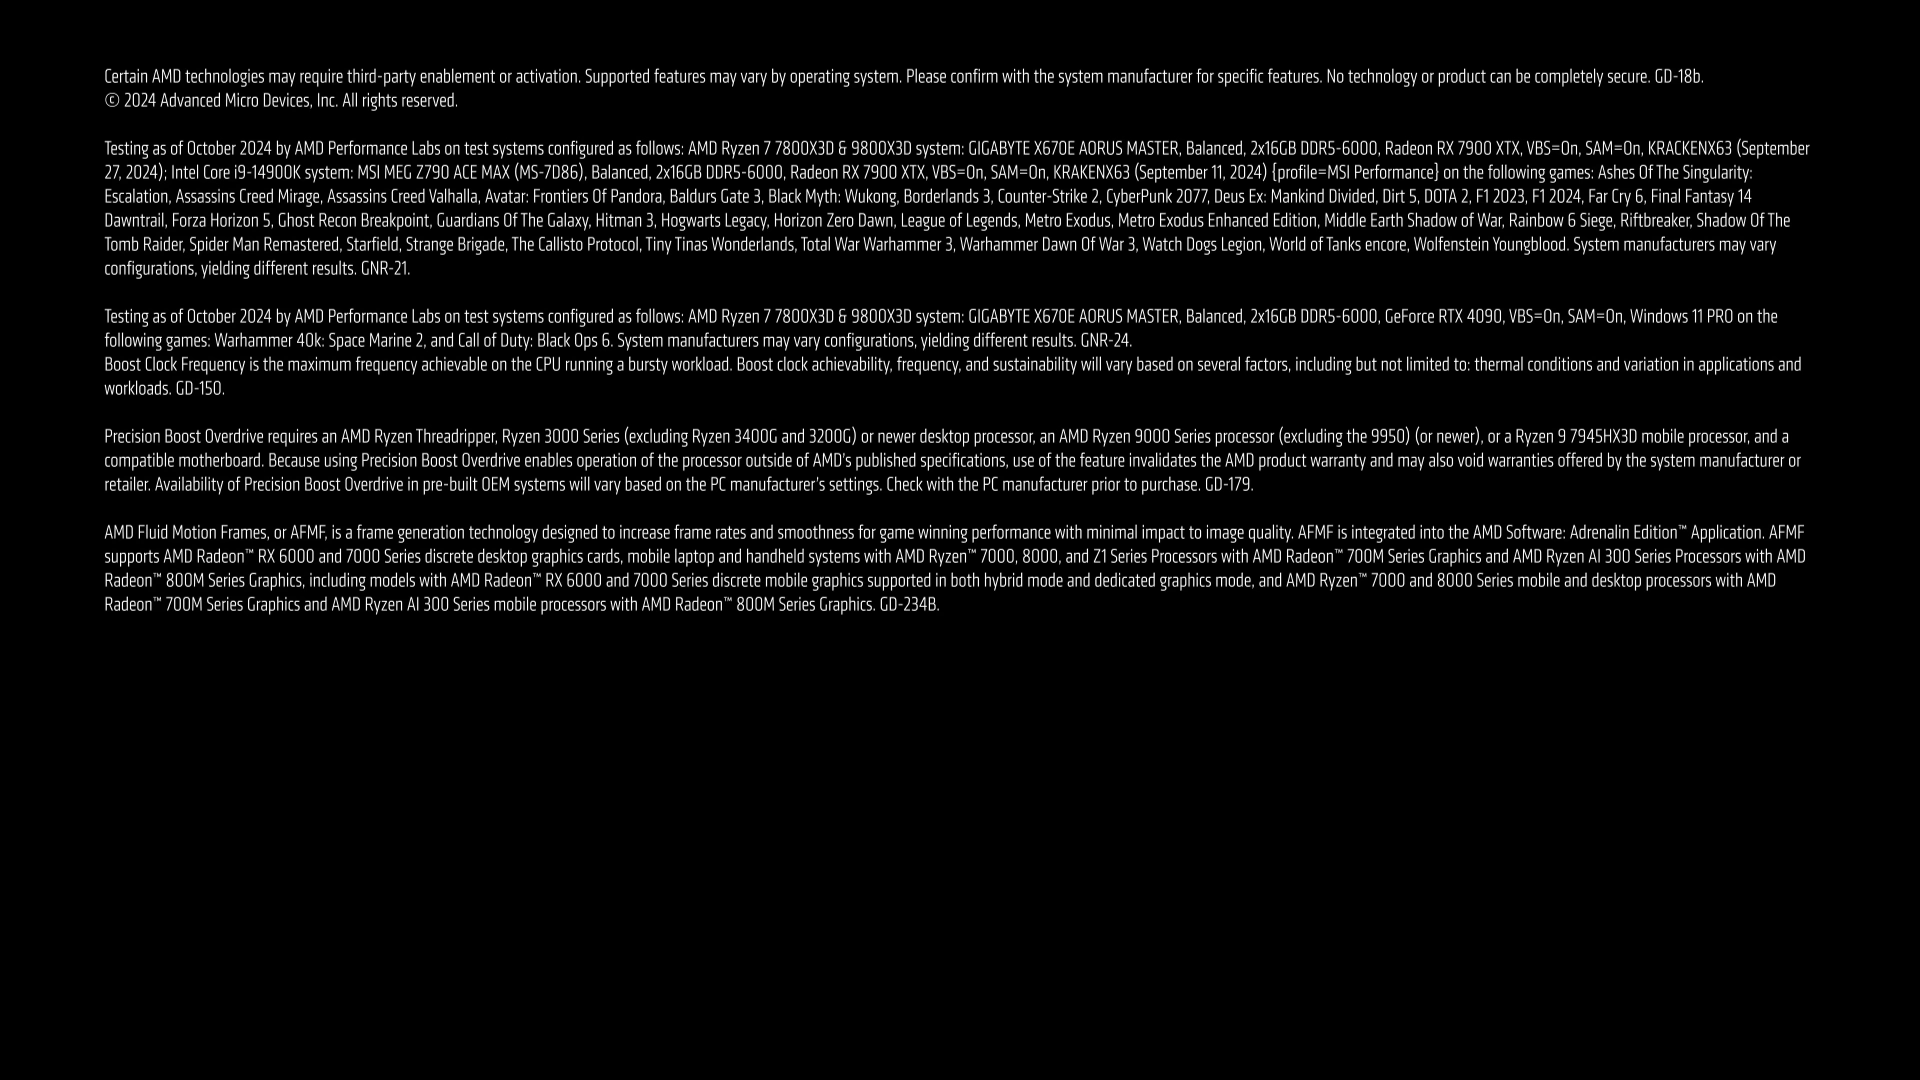 Certain AMD technologies may require third-party enablement or activation. Supported features may vary by operating system. Please confirm with the system manufacturer for specific features. No technology or product can be completely secure. GD-18b.
© 2024 Advanced Micro Devices, Inc. All rights reserved.
Testing as of October 2024 by AMD Performance Labs on test systems configured as follows: AMD Ryzen 7 7800X3D & 9800X3D system: GIGABYTE X670E AORUS MASTER, Balanced, 2x16GB DDR5-6000, Radeon RX 7900 XTX, VBS=On, SAM=On, KRACKENX63 (September
27, 2024); Intel Core i9-14900K system: MSI MEG Z790 ACE MAX (MS-7D86), Balanced, 2x16GB DDR5-6000, Radeon RX 7900 XTX, VBS=On, SAM=On, KRAKENX63 (September 11, 2024) {profile=MSI Performance} on the following games: Ashes Of The Singularity:
Escalation, Assassins Creed Mirage, Assassins Creed Valhalla, Avatar: Frontiers Of Pandora, Baldurs Gate 3, Black Myth: Wukong, Borderlands 3, Counter-Strike 2, CyberPunk 2077, Deus Ex: Mankind Divided, Dirt 5, DOTA 2, F1 2023, F1 2024, Far Cry 6, Final Fantasy 14
Dawntrail, Forza Horizon 5, Ghost Recon Breakpoint, Guardians Of The Galaxy, Hitman 3, Hogwarts Legacy, Horizon Zero Dawn, League of Legends, Metro Exodus, Metro Exodus Enhanced Edition, Middle Earth Shadow of War, Rainbow 6 Siege, Riftbreaker, Shadow Of The
Tomb Raider, Spider Man Remastered, Starfield, Strange Brigade, The Callisto Protocol, Tiny Tinas Wonderlands, Total War Warhammer 3, Warhammer Dawn Of War 3, Watch Dogs Legion, World of Tanks encore, Wolfenstein Youngblood. System manufacturers may vary
configurations, yielding different results. GNR-21.
Testing as of October 2024 by AMD Performance Labs on test systems configured as follows: AMD Ryzen 7 7800X3D & 9800X3D system: GIGABYTE X670E AORUS MASTER, Balanced, 2x16GB DDR5-6000, GeForce RTX 4090, VBS=On, SAM=On, Windows 11 PRO on the
following games: Warhammer 40k: Space Marine 2, and Call of Duty: Black Ops 6. System manufacturers may vary configurations, yielding different results. GNR-24.
Boost Clock Frequency is the maximum frequency achievable on the CPU running a bursty workload. Boost clock achievability, frequency, and sustainability will vary based on several factors, including but not limited to: thermal conditions and variation in applications and
workloads. GD-150.
Precision Boost Overdrive requires an AMD Ryzen Threadripper, Ryzen 3000 Series (excluding Ryzen 3400G and 3200G) or newer desktop processor, an AMD Ryzen 9000 Series processor (excluding the 9950) (or newer), or a Ryzen 9 7945HX3D mobile processor, and a
compatible motherboard. Because using Precision Boost Overdrive enables operation of the processor outside of AMD's published specifications, use of the feature invalidates the AMD product warranty and may also void warranties offered by the system manufacturer or
retailer. Availability of Precision Boost Overdrive in pre-built OEM systems will vary based on the PC manufacturer's settings. Check with the PC manufacturer prior to purchase. GD-179.
AMD Fluid Motion Frames, or AFMF, is a frame generation technology designed to increase frame rates and smoothness for game winning performance with minimal impact to image quality. AFMF is integrated into the AMD Software: Adrenalin Edition™ Application. AFMF
supports AMD Radeon™ RX 6000 and 7000 Series discrete desktop graphics cards, mobile laptop and handheld systems with AMD Ryzen™ 7000, 8000, and Z1 Series Processors with AMD Radeon™ 700M Series Graphics and AMD Ryzen AI 300 Series Processors with AMD
Radeon™ 800M Series Graphics, including models with AMD Radeon™ RX 6000 and 7000 Series discrete mobile graphics supported in both hybrid mode and dedicated graphics mode, and AMD Ryzen™ 7000 and 8000 Series mobile and desktop processors with AMD
Radeon™ 700M Series Graphics and AMD Ryzen AI 300 Series mobile processors with AMD Radeon™ 800M Series Graphics. GD-234B.